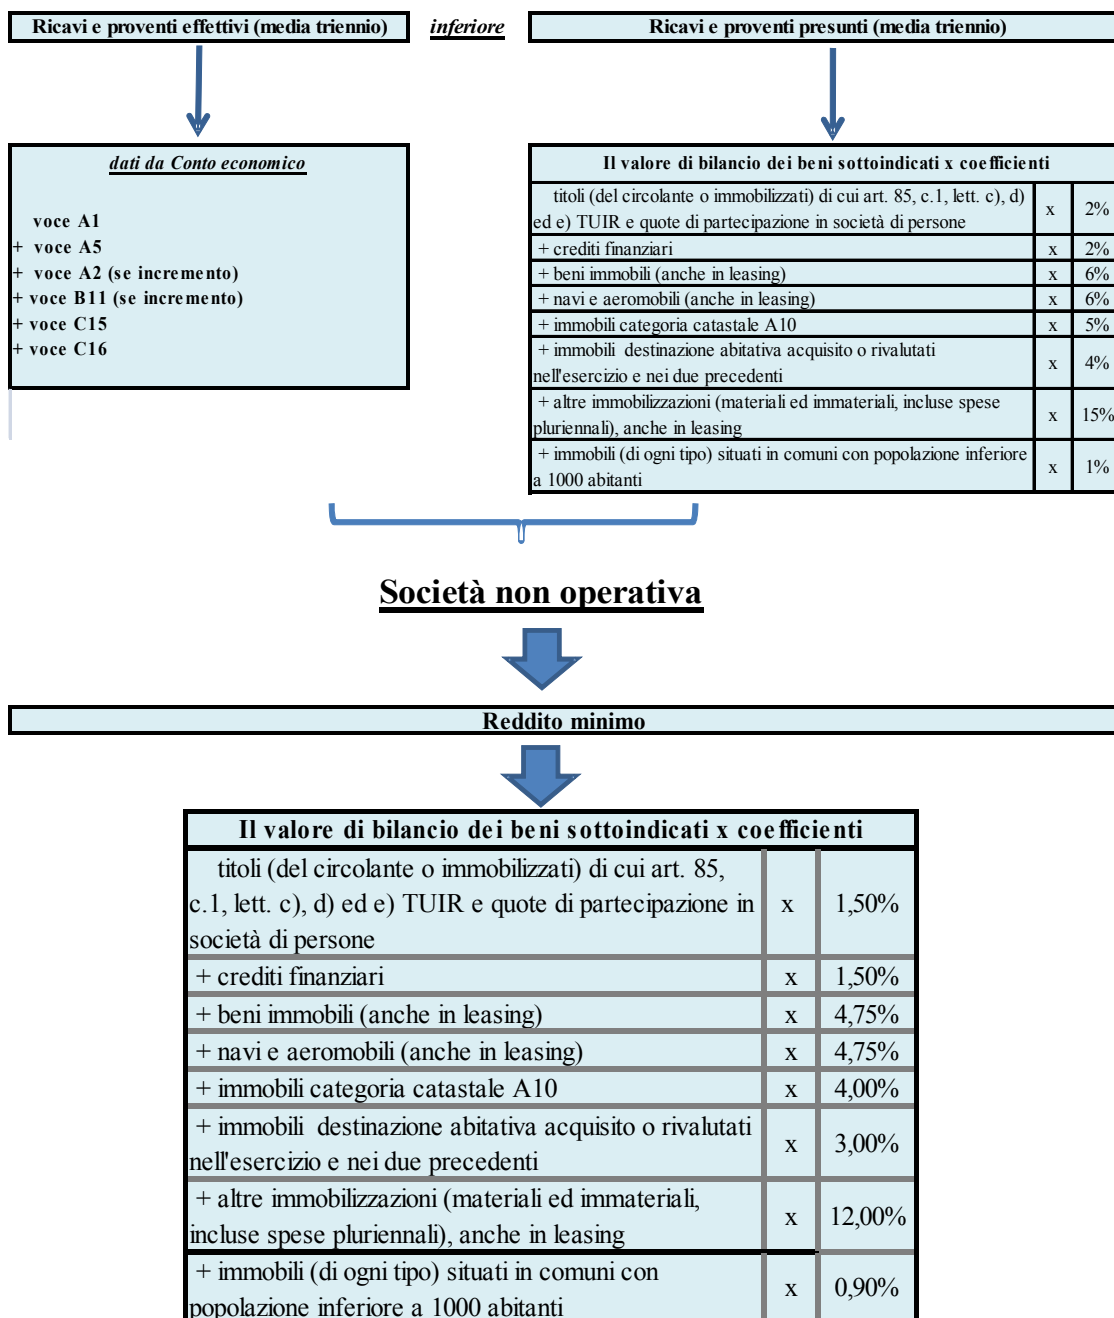 Ricavi e proventi effettivi (media triennio)
inferiore
Ricavi e proventi presunti (media triennio)
dati da Conto economico
voce A1
+ voce A5
+ voce A2 (se incremento)
+ voce B11 (se incremento)
+ voce C15
+ voce C16
Il valore di bilancio dei beni sottoindicati x coefficienti
titoli (del circolante o immobilizzati) di cui art. 85, c.1, lett. c), d)
ed e) TUIR e quote di partecipazione in società di persone x 2%
+ crediti finanziari x 2%
+ beni immobili (anche in leasing) x 6%
+ navi e aeromobili (anche in leasing) x 6%
+ immobili categoria catastale A10 x 5%
+ immobili destinazione abitativa acquisito o rivalutati
nell'esercizio e nei due precedenti x 4%
+ altre immobilizzazioni (materiali ed immateriali, incluse spese
pluriennali), anche in leasing x 15%
+ immobili (di ogni tipo) situati in comuni con popolazione inferiore
a 1000 abitanti x 1%
Società non operativa
Reddito minimo
Il valore di bilancio dei beni sottoindicati x coefficienti
titoli (del circolante o immobilizzati) di cui art. 85,
c.1, lett. c), d) ed e) TUIR e quote di partecipazione in x 1,50%
società di persone
+ crediti finanziari x 1,50%
+ beni immobili (anche in leasing) x 4,75%
+ navi e aeromobili (anche in leasing) x 4,75%
+ immobili categoria catastale A10 x 4,00%
+ immobili destinazione abitativa acquisito o rivalutati
nell'esercizio e nei due precedenti x 3,00%
+ altre immobilizzazioni (materiali ed immateriali,
incluse spese pluriennali), anche in leasing x 12,00%
+ immobili (di ogni tipo) situati in comuni con
popolazione inferiore a 1000 abitanti x 0,90%